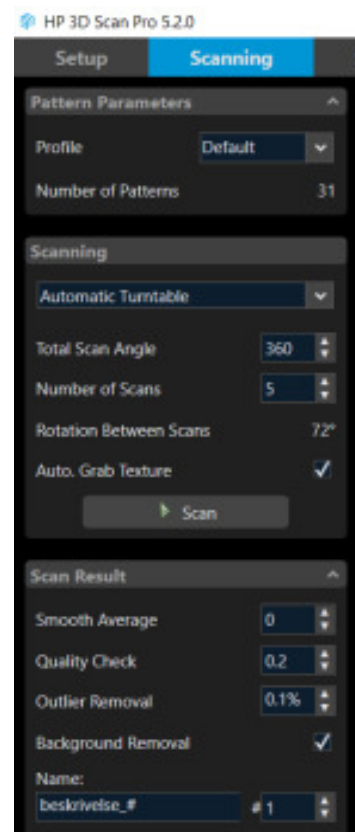 HP 3D Scan Pro 5.2.0
Setup Scanning
Pattern Parameters
Profile Default
Number of Patterns 31
Scanning
Automatic Turntable
Total Scan Angle 360
Number of Scans 5
Rotation Between Scans 72°
Auto. Grab Texture
Scan
Scan Result
Smooth Average 0
Quality Check 0.2
Outlier Removal 0.1%
Background Removal
Name:
beskrivelse_# # 1